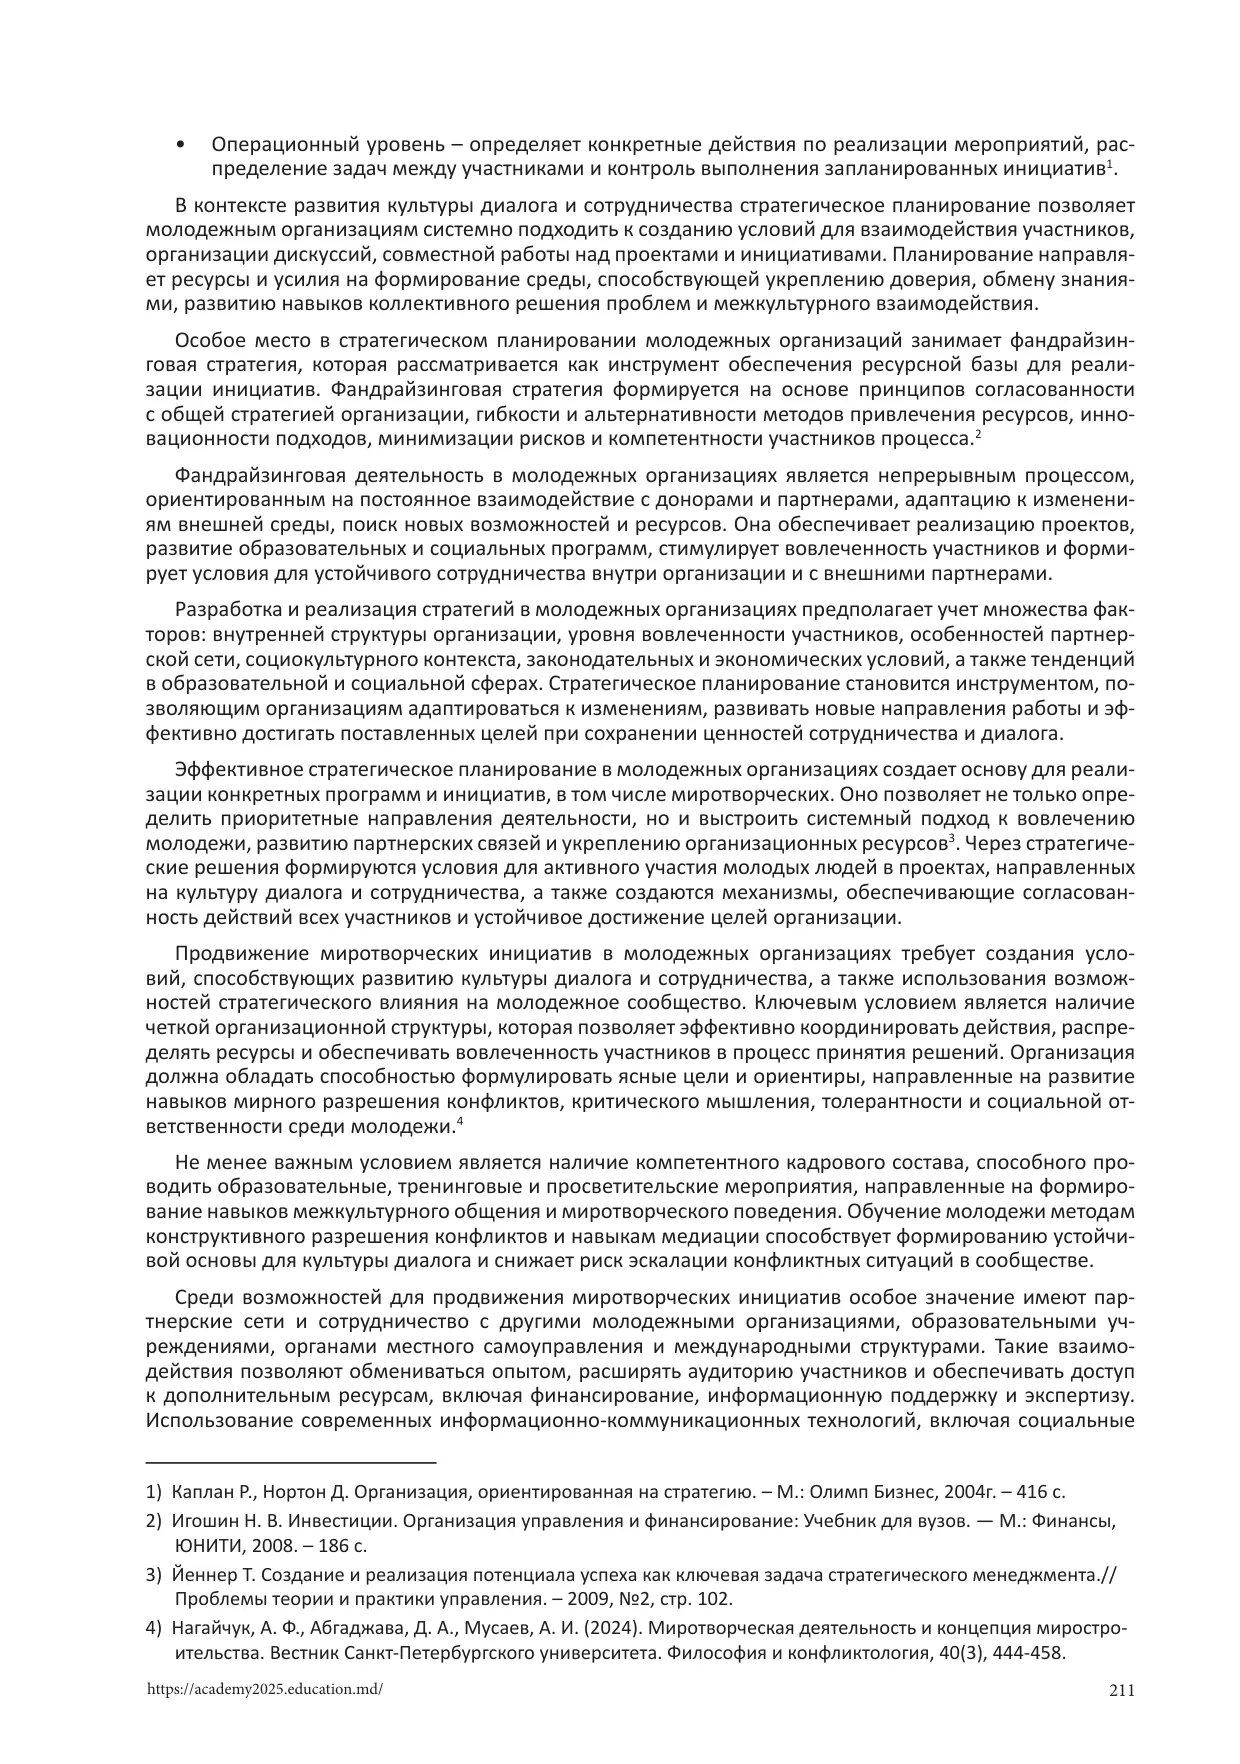 • Операционный уровень – определяет конкретные действия по реализации мероприятий, рас-
пределение задач между участниками и контроль выполнения запланированных инициатив1.
В контексте развития культуры диалога и сотрудничества стратегическое планирование позволяет
молодежным организациям системно подходить к созданию условий для взаимодействия участников,
организации дискуссий, совместной работы над проектами и инициативами. Планирование направля-
ет ресурсы и усилия на формирование среды, способствующей укреплению доверия, обмену знания-
ми, развитию навыков коллективного решения проблем и межкультурного взаимодействия.
Особое место в стратегическом планировании молодежных организаций занимает фандрайзин-
говая стратегия, которая рассматривается как инструмент обеспечения ресурсной базы для реали-
зации инициатив. Фандрайзинговая стратегия формируется на основе принципов согласованности
с общей стратегией организации, гибкости и альтернативности методов привлечения ресурсов, инно-
вационности подходов, минимизации рисков и компетентности участников процесса.2
Фандрайзинговая деятельность в молодежных организациях является непрерывным процессом,
ориентированным на постоянное взаимодействие с донорами и партнерами, адаптацию к изменени-
ям внешней среды, поиск новых возможностей и ресурсов. Она обеспечивает реализацию проектов,
развитие образовательных и социальных программ, стимулирует вовлеченность участников и форми-
рует условия для устойчивого сотрудничества внутри организации и с внешними партнерами.
Разработка и реализация стратегий в молодежных организациях предполагает учет множества фак-
торов: внутренней структуры организации, уровня вовлеченности участников, особенностей партнер-
ской сети, социокультурного контекста, законодательных и экономических условий, а также тенденций
в образовательной и социальной сферах. Стратегическое планирование становится инструментом, по-
зволяющим организациям адаптироваться к изменениям, развивать новые направления работы и эф-
фективно достигать поставленных целей при сохранении ценностей сотрудничества и диалога.
Эффективное стратегическое планирование в молодежных организациях создает основу для реали-
зации конкретных программ и инициатив, в том числе миротворческих. Оно позволяет не только опре-
делить приоритетные направления деятельности, но и выстроить системный подход к вовлечению
молодежи, развитию партнерских связей и укреплению организационных ресурсов3. Через стратегиче-
ские решения формируются условия для активного участия молодых людей в проектах, направленных
на культуру диалога и сотрудничества, а также создаются механизмы, обеспечивающие согласован-
ность действий всех участников и устойчивое достижение целей организации.
Продвижение миротворческих инициатив в молодежных организациях требует создания усло-
вий, способствующих развитию культуры диалога и сотрудничества, а также использования возмож-
ностей стратегического влияния на молодежное сообщество. Ключевым условием является наличие
четкой организационной структуры, которая позволяет эффективно координировать действия, распре-
делять ресурсы и обеспечивать вовлеченность участников в процесс принятия решений. Организация
должна обладать способностью формулировать ясные цели и ориентиры, направленные на развитие
навыков мирного разрешения конфликтов, критического мышления, толерантности и социальной от-
ветственности среди молодежи.4
Не менее важным условием является наличие компетентного кадрового состава, способного про-
водить образовательные, тренинговые и просветительские мероприятия, направленные на формиро-
вание навыков межкультурного общения и миротворческого поведения. Обучение молодежи методам
конструктивного разрешения конфликтов и навыкам медиации способствует формированию устойчи-
вой основы для культуры диалога и снижает риск эскалации конфликтных ситуаций в сообществе.
Среди возможностей для продвижения миротворческих инициатив особое значение имеют пар-
тнерские сети и сотрудничество с другими молодежными организациями, образовательными уч-
реждениями, органами местного самоуправления и международными структурами. Такие взаимо-
действия позволяют обмениваться опытом, расширять аудиторию участников и обеспечивать доступ
к дополнительным ресурсам, включая финансирование, информационную поддержку и экспертизу.
Использование современных информационно-коммуникационных технологий, включая социальные
1) Каплан Р., Нортон Д. Организация, ориентированная на стратегию. – М.: Олимп Бизнес, 2004г. – 416 с.
2) Игошин Н. В. Инвестиции. Организация управления и финансирование: Учебник для вузов. — М.: Финансы,
ЮНИТИ, 2008. – 186 с.
3) Йеннер Т. Создание и реализация потенциала успеха как ключевая задача стратегического менеджмента.//
Проблемы теории и практики управления. – 2009, №2, стр. 102.
4) Нагайчук, А. Ф., Абгаджава, Д. А., Мусаев, А. И. (2024). Миротворческая деятельность и концепция миростро-
ительства. Вестник Санкт-Петербургского университета. Философия и конфликтология, 40(3), 444-458.
https://academy2025.education.md/ 211